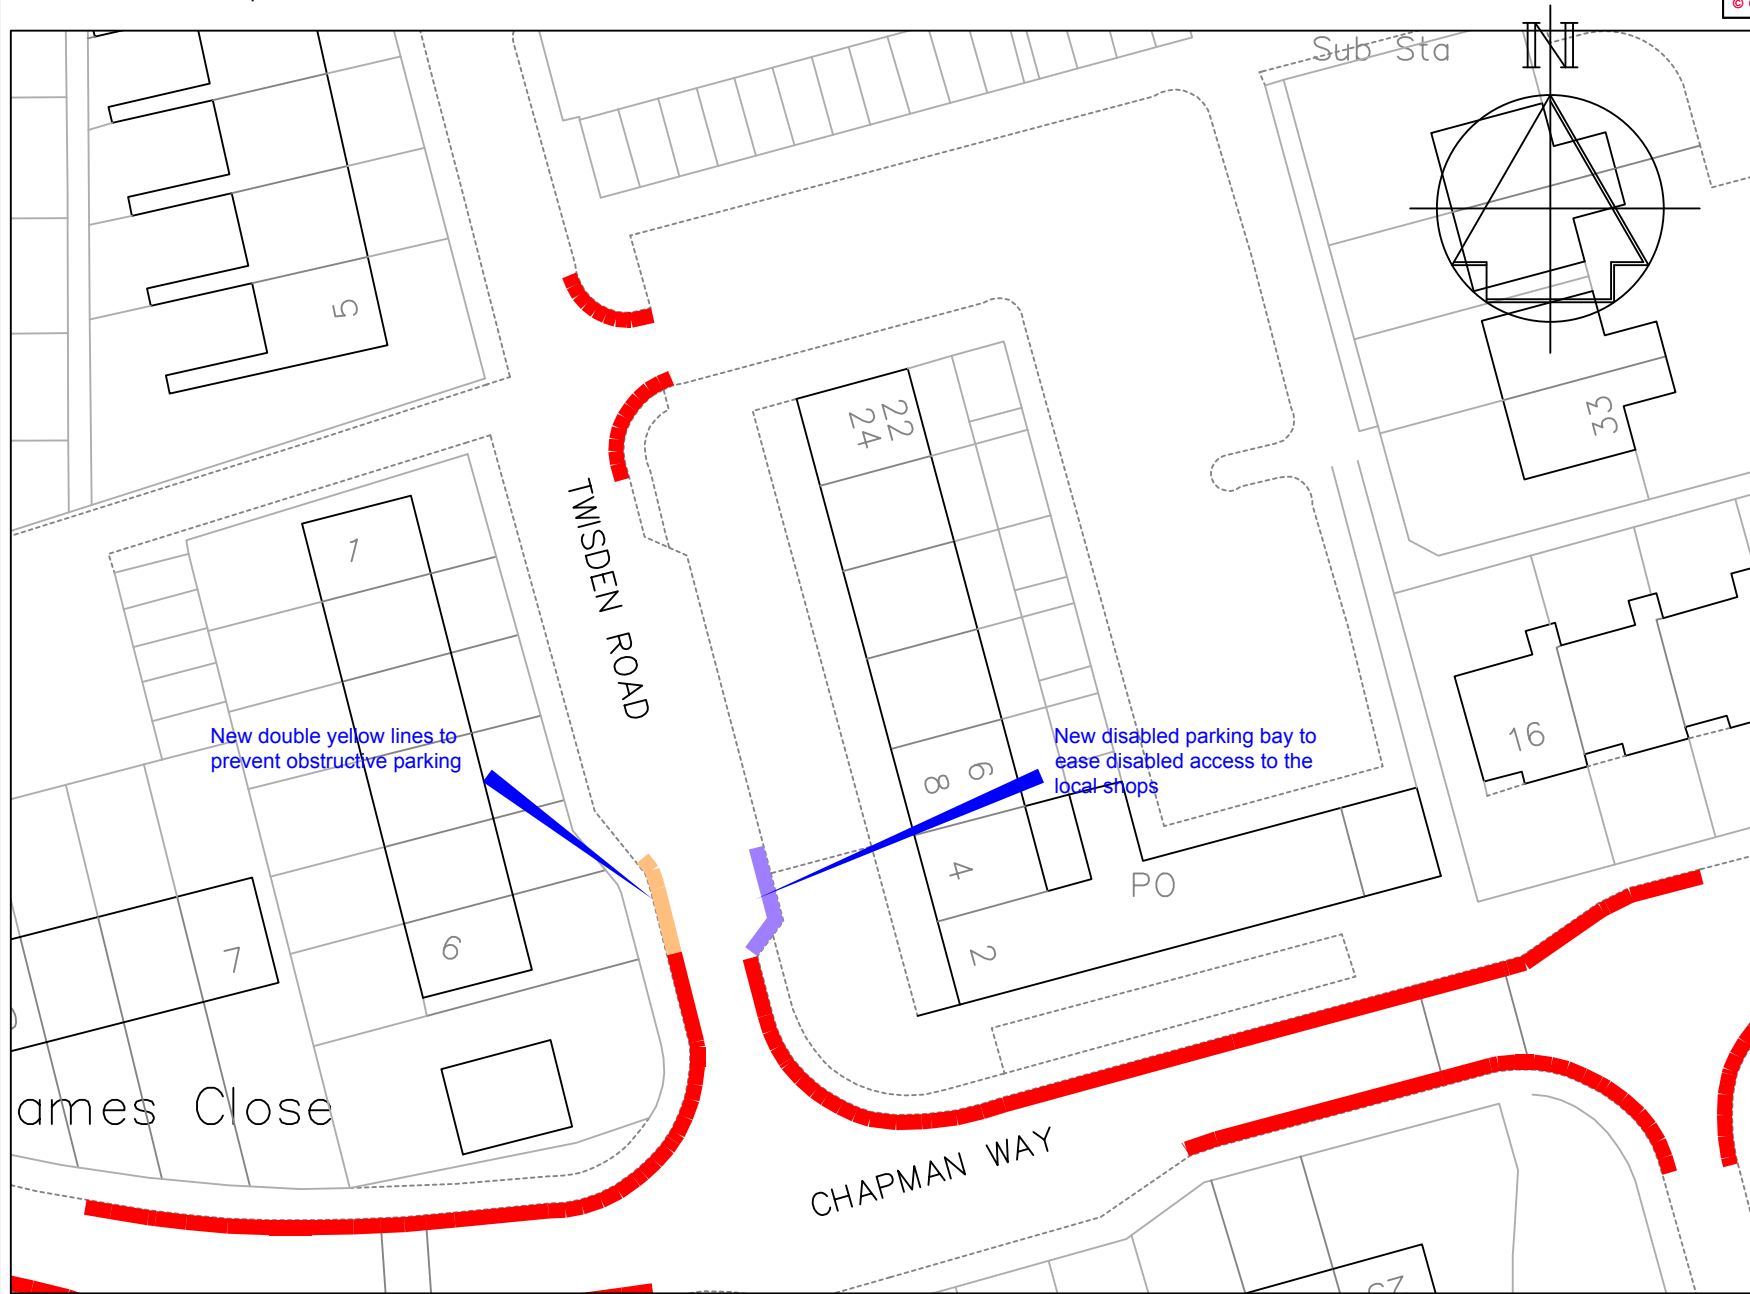 Sub Sta
N
5
22
24
33
TWISDEN ROAD
1
New double yellow lines to
prevent obstructive parking
New disabled parking bay to
ease disabled access to the
local shops
16
8
6
4
PO
2
7
6
ames Close
CHAPMAN WAY